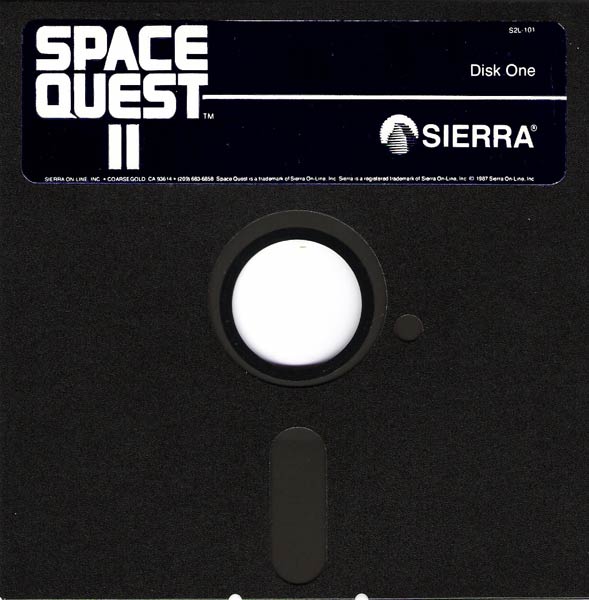 SPACE
QUEST™
II
S2L-101
Disk One
SIERRA®
SIERRA ON-LINE, INC. • COARSEGOLD, CA 93614 • (209) 683-6858 Space Quest is a trademark of Sierra On-Line, Inc. Sierra is a registered trademark of Sierra On-Line, Inc. © 1987 Sierra On-Line, Inc.